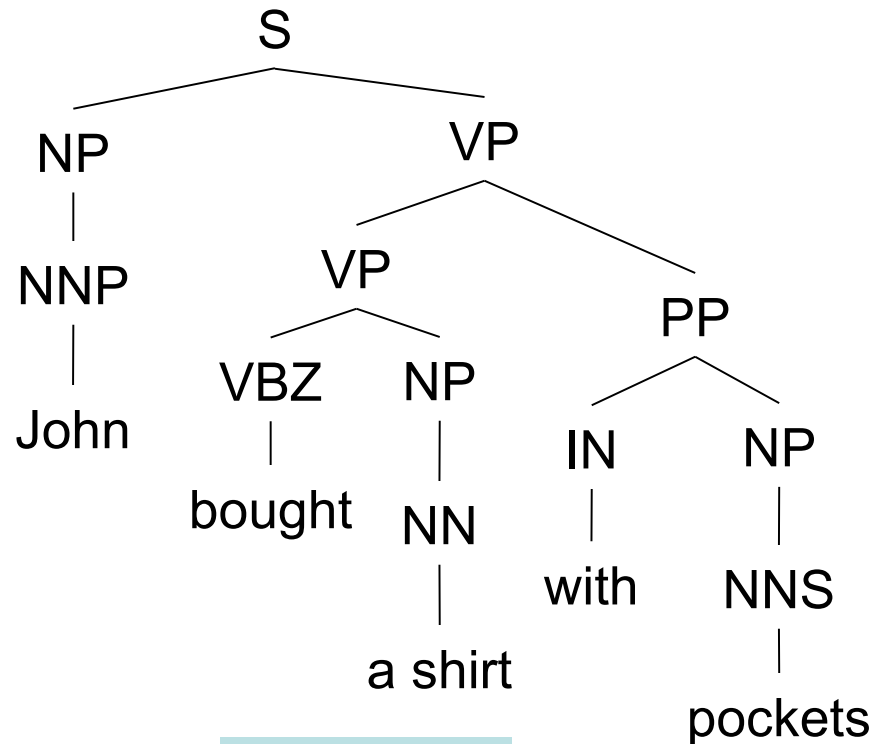 S
NP VP
NNP VP PP
VBZ NP
John IN NP
bought NN
with NNS
a shirt
pockets